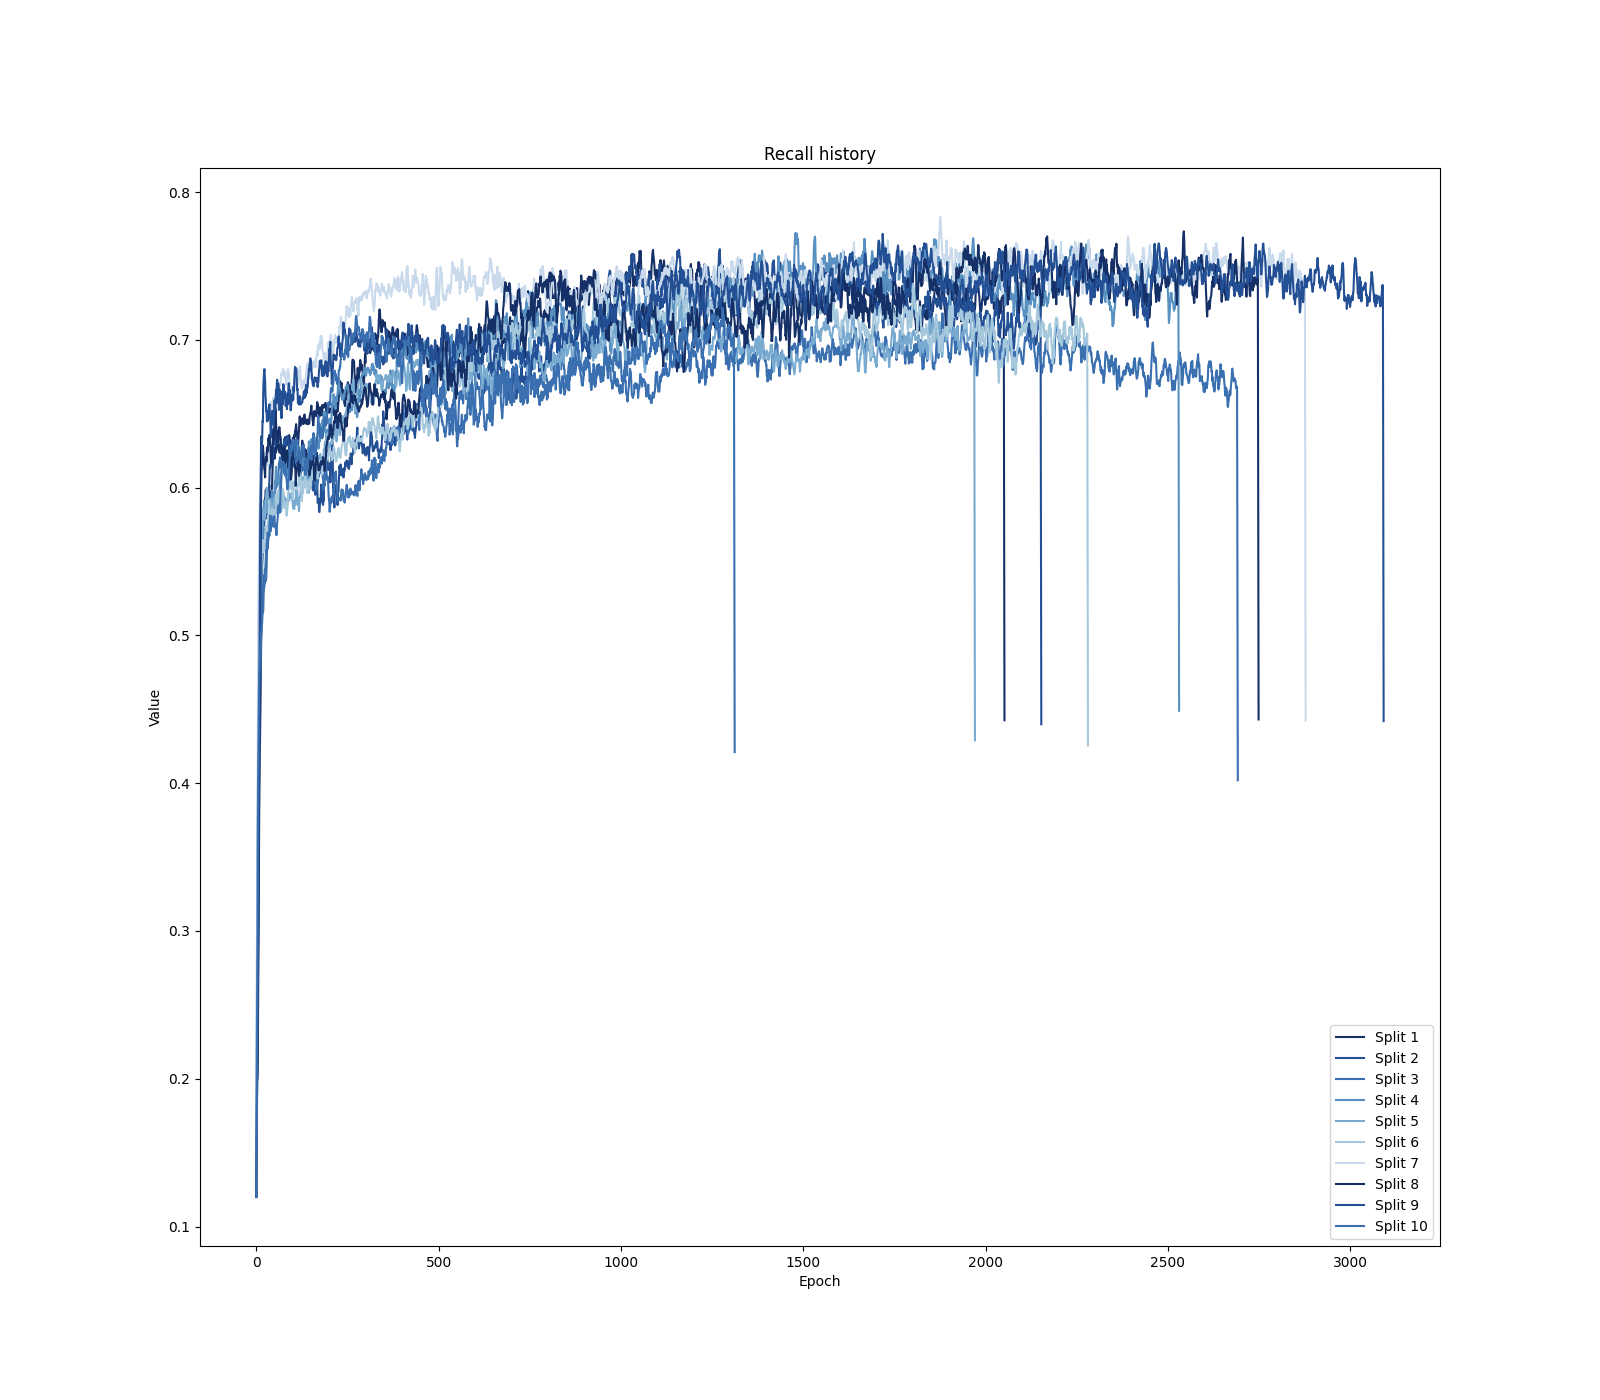 Recall history
0.8
0.7
0.6
0.5
0.4
0.3
0.2
0.1
Value
0
500
1000
1500
2000
2500
3000
Epoch
Split 1
Split 2
Split 3
Split 4
Split 5
Split 6
Split 7
Split 8
Split 9
Split 10